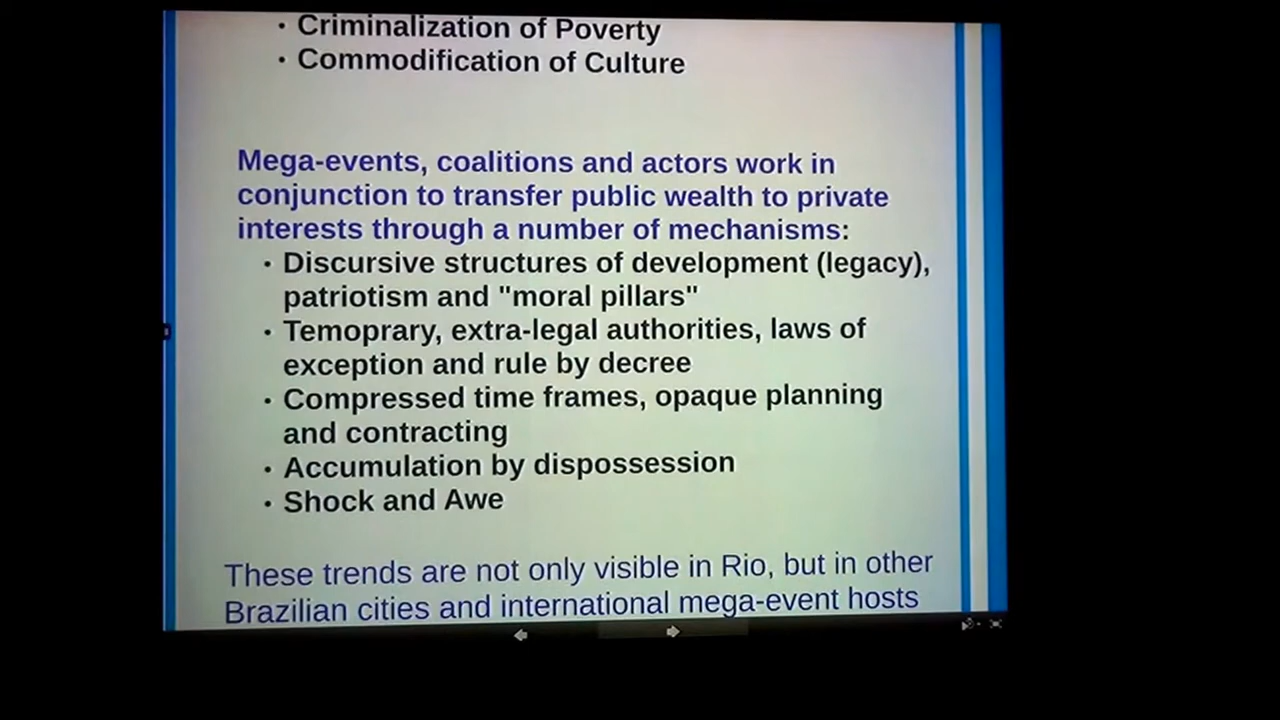 • Criminalization of Poverty
• Commodification of Culture
Mega-events, coalitions and actors work in
conjunction to transfer public wealth to private
interests through a number of mechanisms:
• Discursive structures of development (legacy),
patriotism and "moral pillars"
• Temoprary, extra-legal authorities, laws of
exception and rule by decree
• Compressed time frames, opaque planning
and contracting
• Accumulation by dispossession
• Shock and Awe
These trends are not only visible in Rio, but in other
Brazilian cities and international mega-event hosts